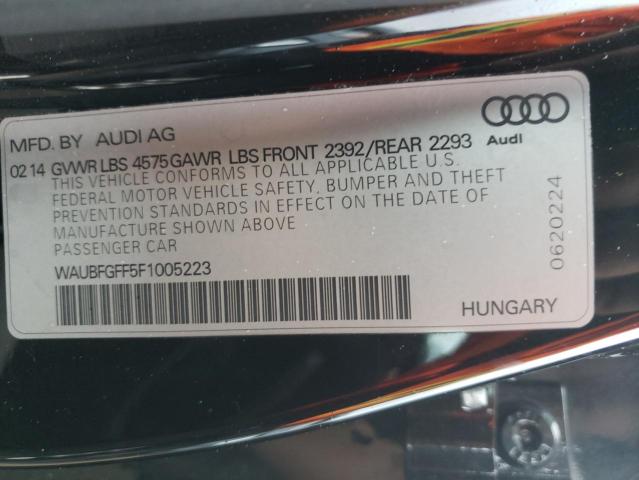 MFD. BY AUDI AG
Audi
02 14 GVWR LBS 4575 GAWR LBS FRONT 2392/REAR 2293
THIS VEHICLE CONFORMS TO ALL APPLICABLE U.S.
FEDERAL MOTOR VEHICLE SAFETY, BUMPER AND THEFT
PREVENTION STANDARDS IN EFFECT ON THE DATE OF
MANUFACTURE SHOWN ABOVE
PASSENGER CAR
WAUBFGFF5F1005223
0620224
HUNGARY